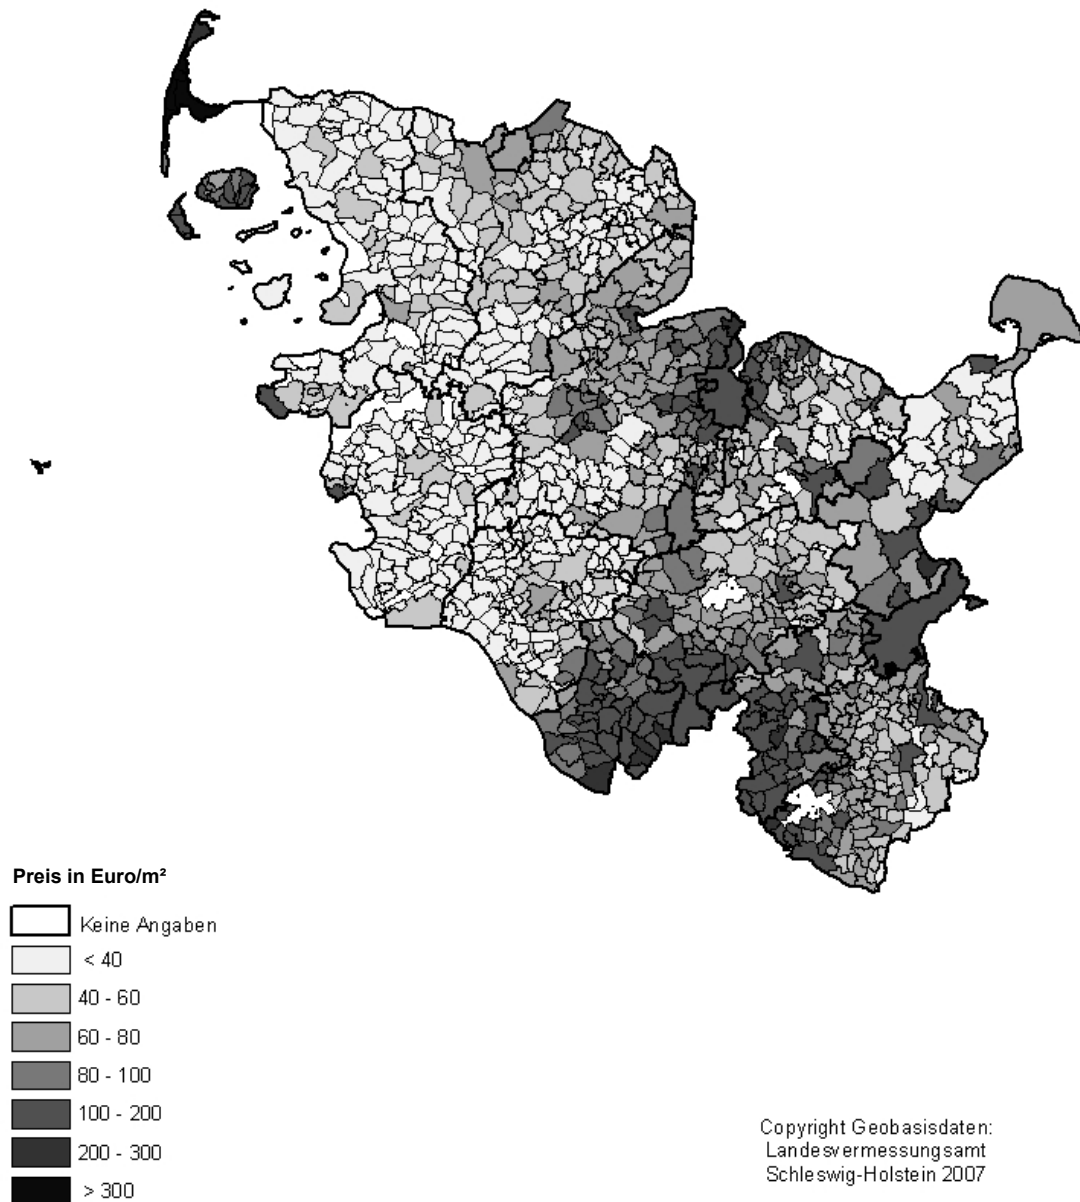 Preis in Euro/m²
Keine Angaben
< 40
40 - 60
60 - 80
80 - 100
100 - 200
200 - 300
> 300
Copyright Geobasisdaten:
Landesvermessungsamt
Schleswig-Holstein 2007